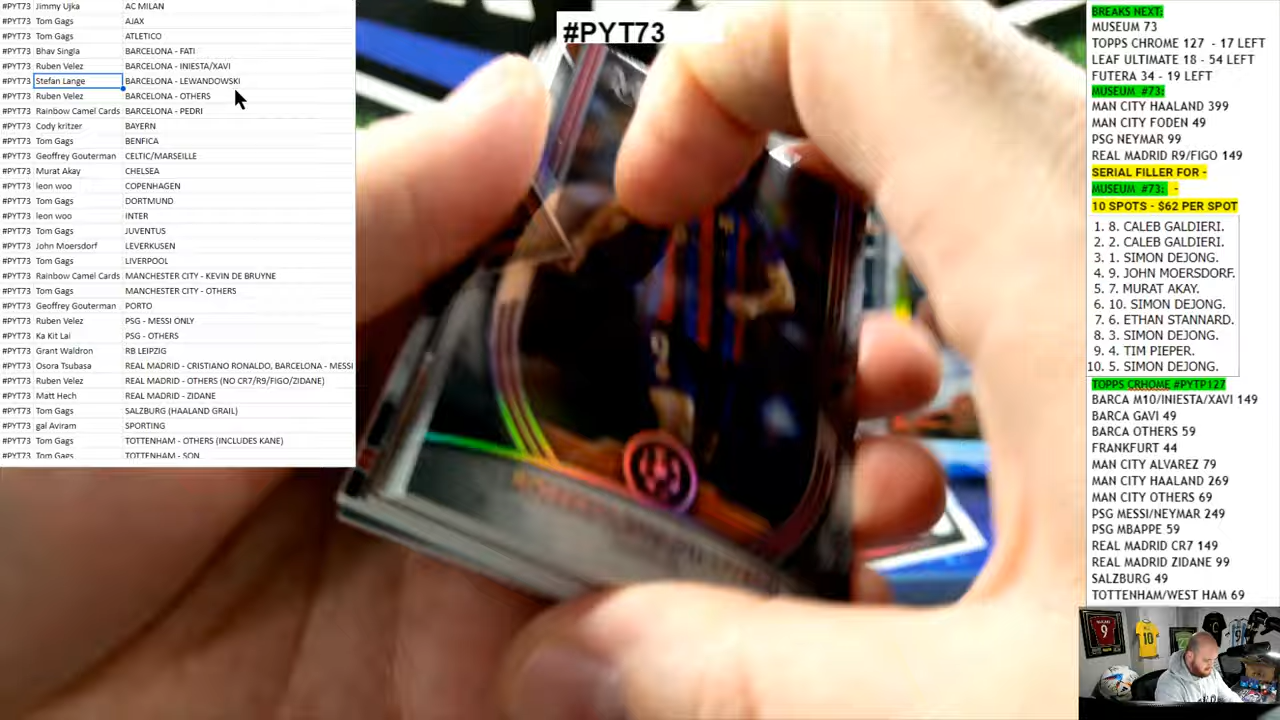 #PYT73 Jimmy Ujka AC MILAN
#PYT73 Tom Gags AJAX
#PYT73 Tom Gags ATLETICO
#PYT73 Bhav Singla BARCELONA - FATI
#PYT73 Ruben Velez BARCELONA - INIESTA/XAVI
#PYT73 Stefan Lange BARCELONA - LEWANDOWSKI
#PYT73 Ruben Velez BARCELONA - OTHERS
#PYT73 Rainbow Camel Cards BARCELONA - PEDRI
#PYT73 Cody kritzer BAYERN
#PYT73 Tom Gags BENFICA
#PYT73 Geoffrey Gouterman CELTIC/MARSEILLE
#PYT73 Murat Akay CHELSEA
#PYT73 leon woo COPENHAGEN
#PYT73 Tom Gags DORTMUND
#PYT73 leon woo INTER
#PYT73 Tom Gags JUVENTUS
#PYT73 John Moersdorf LEVERKUSEN
#PYT73 Tom Gags LIVERPOOL
#PYT73 Rainbow Camel Cards MANCHESTER CITY - KEVIN DE BRUYNE
#PYT73 Tom Gags MANCHESTER CITY - OTHERS
#PYT73 Geoffrey Gouterman PORTO
#PYT73 Ruben Velez PSG - MESSI ONLY
#PYT73 Ka Kit Lai PSG - OTHERS
#PYT73 Grant Waldron RB LEIPZIG
#PYT73 Osora Tsubasa REAL MADRID - CRISTIANO RONALDO, BARCELONA - MESSI
#PYT73 Ruben Velez REAL MADRID - OTHERS (NO CR7/R9/FIGO/ZIDANE)
#PYT73 Matt Hech REAL MADRID - ZIDANE
#PYT73 Tom Gags SALZBURG (HAALAND GRAIL)
#PYT73 gal Aviram SPORTING
#PYT73 Tom Gags TOTTENHAM - OTHERS (INCLUDES KANE)
#PYT73 Tom Gags TOTTENHAM - SON
#PYT73
BREAKS NEXT:
MUSEUM 73
TOPPS CHROME 127 - 17 LEFT
LEAF ULTIMATE 18 - 54 LEFT
FUTERA 34 - 19 LEFT
MUSEUM #73:
MAN CITY HAALAND 399
MAN CITY FODEN 49
PSG NEYMAR 99
REAL MADRID R9/FIGO 149
SERIAL FILLER FOR -
MUSEUM #73: -
10 SPOTS - $62 PER SPOT
1. 8. CALEB GALDIERI.
2. 2. CALEB GALDIERI.
3. 1. SIMON DEJONG.
4. 9. JOHN MOERSDORF.
5. 7. MURAT AKAY.
6. 10. SIMON DEJONG.
7. 6. ETHAN STANNARD.
8. 3. SIMON DEJONG.
9. 4. TIM PIEPER.
10. 5. SIMON DEJONG.
TOPPS CRHOME #PYTP127
BARCA M10/INIESTA/XAVI 149
BARCA GAVI 49
BARCA OTHERS 59
FRANKFURT 44
MAN CITY ALVAREZ 79
MAN CITY HAALAND 269
MAN CITY OTHERS 69
PSG MESSI/NEYMAR 249
PSG MBAPPE 59
REAL MADRID CR7 149
REAL MADRID ZIDANE 99
SALZBURG 49
TOTTENHAM/WEST HAM 69
9
10